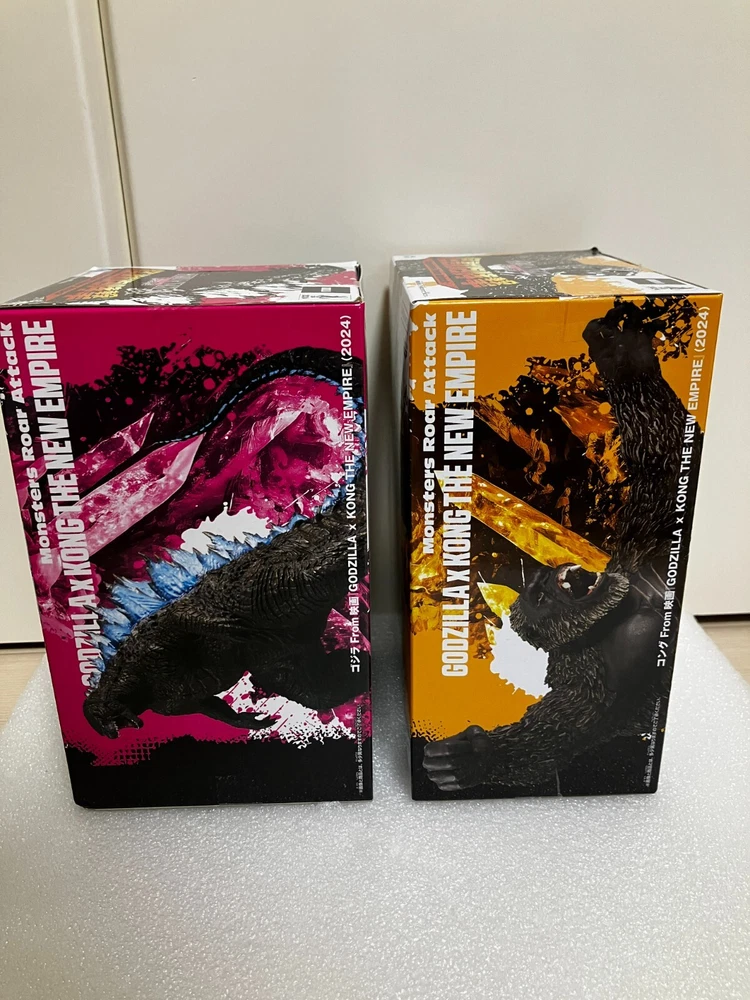 Monsters Roar Attack
GODZILLA X KONG THE NEW EMPIRE
ゴジラ From 映画『GODZILLA x KONG THE NEW EMPIRE』(2024)
Monsters Roar Attack
GODZILLA X KONG THE NEW EMPIRE
コング From 映画『GODZILLA x KONG THE NEW EMPIRE』(2024)